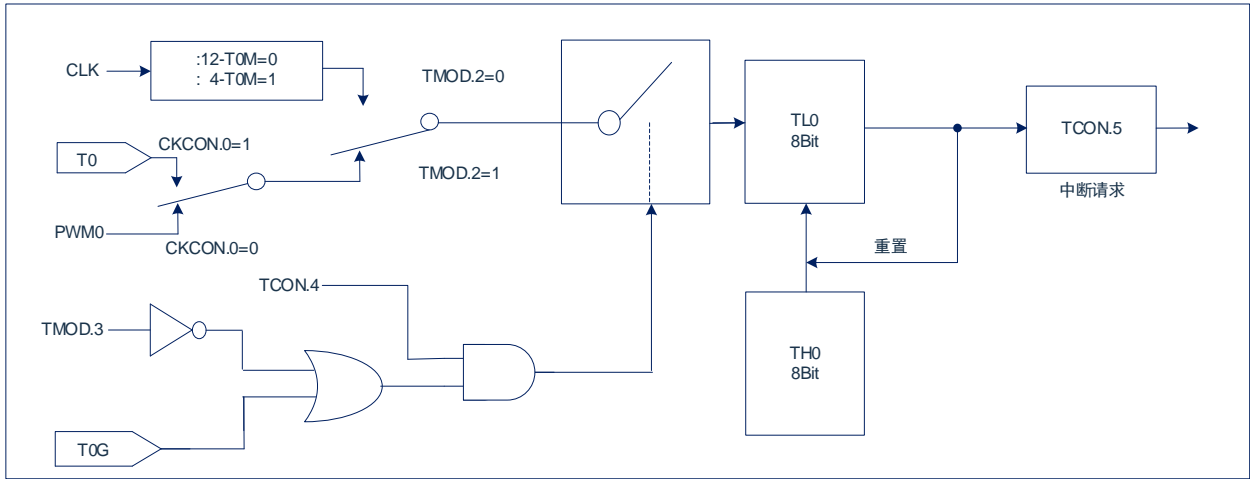 :12-T0M=0
: 4-T0M=1
CLK
TMOD.2=0
TL0
8Bit
TCON.5
中断请求
CKCON.0=1
T0
TMOD.2=1
PWM0
CKCON.0=0
重置
TCON.4
TMOD.3
TH0
8Bit
T0G